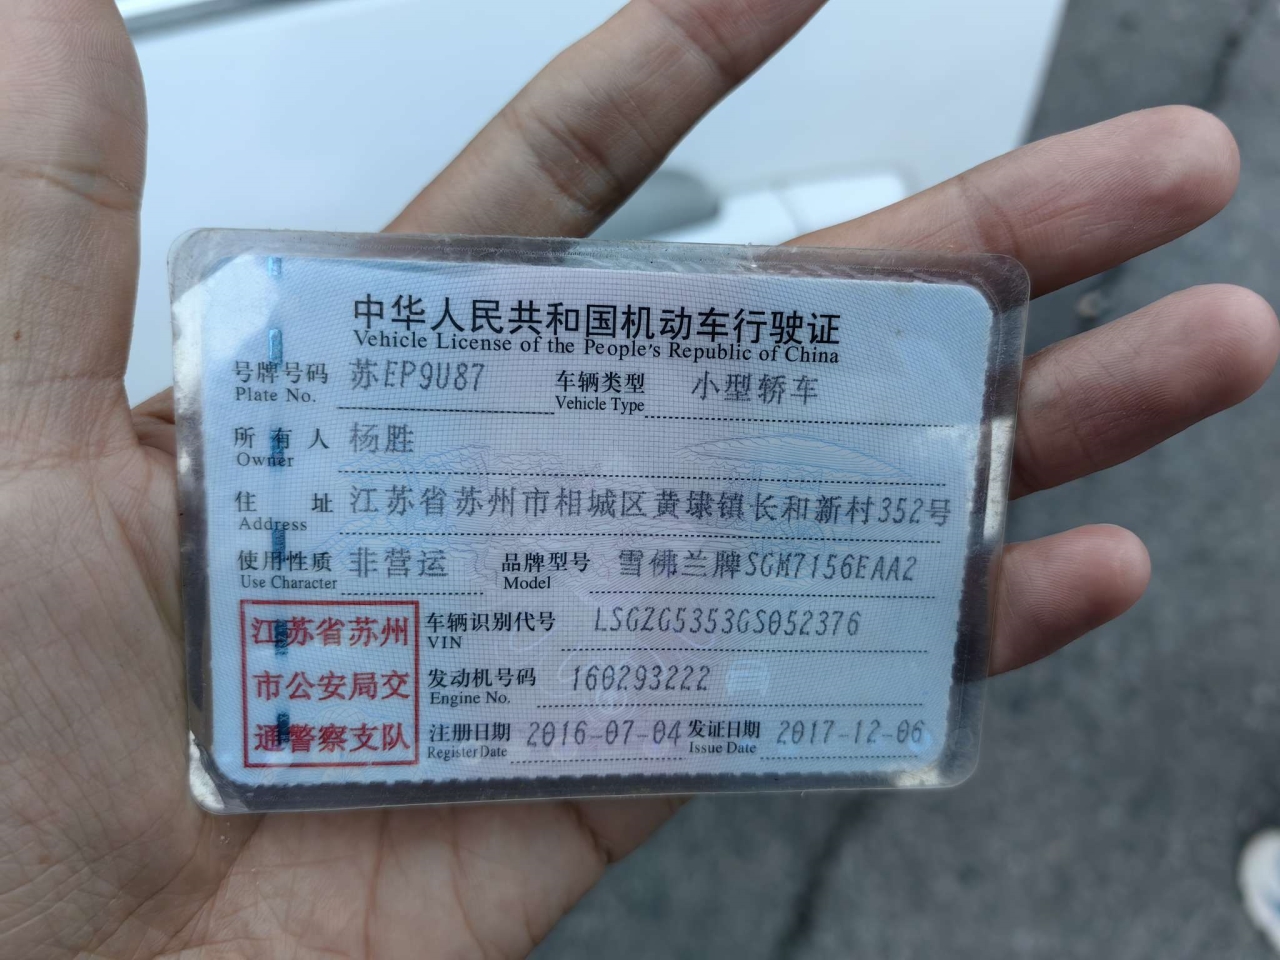 中华人民共和国机动车行驶证
Vehicle License of the People's Republic of China
号牌号码 苏EP9U87 车辆类型 小型轿车
Plate No. Vehicle Type
所有人 杨胜
Owner
住址 江苏省苏州市相城区黄埭镇长和新村352号
Address
使用性质 非营运 品牌型号 雪佛兰牌SGM7156EAA2
Use Character Model
江苏省苏州
市公安局交
通警察支队
车辆识别代号 LSGZG5353GS052376
VIN
发动机号码 160293222
Engine No.
注册日期 2016-07-04 发证日期 2017-12-06
Register Date Issue Date